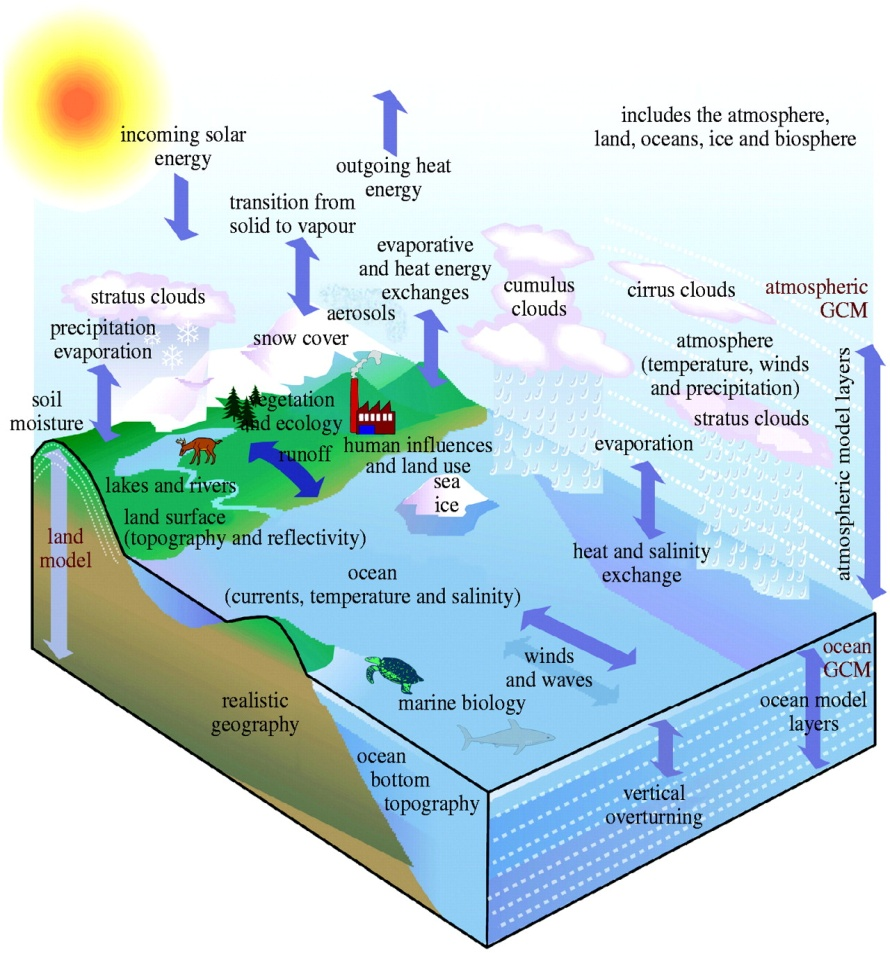 includes the atmosphere,
land, oceans, ice and biosphere
incoming solar
energy
outgoing heat
energy
transition from
solid to vapour
evaporative
and heat energy
exchanges
cumulus
clouds
cirrus clouds
atmospheric
GCM
stratus clouds
aerosols
precipitation
evaporation
snow cover
atmosphere
(temperature, winds
and precipitation)
stratus clouds
atmospheric model layers
soil
moisture
vegetation
and ecology
human influences
and land use
evaporation
runoff
lakes and rivers
sea
ice
land surface
(topography and reflectivity)
land
model
heat and salinity
exchange
ocean
(currents, temperature and salinity)
winds
and waves
ocean
GCM
ocean model
layers
marine biology
realistic
geography
ocean
bottom
topography
vertical
overturning